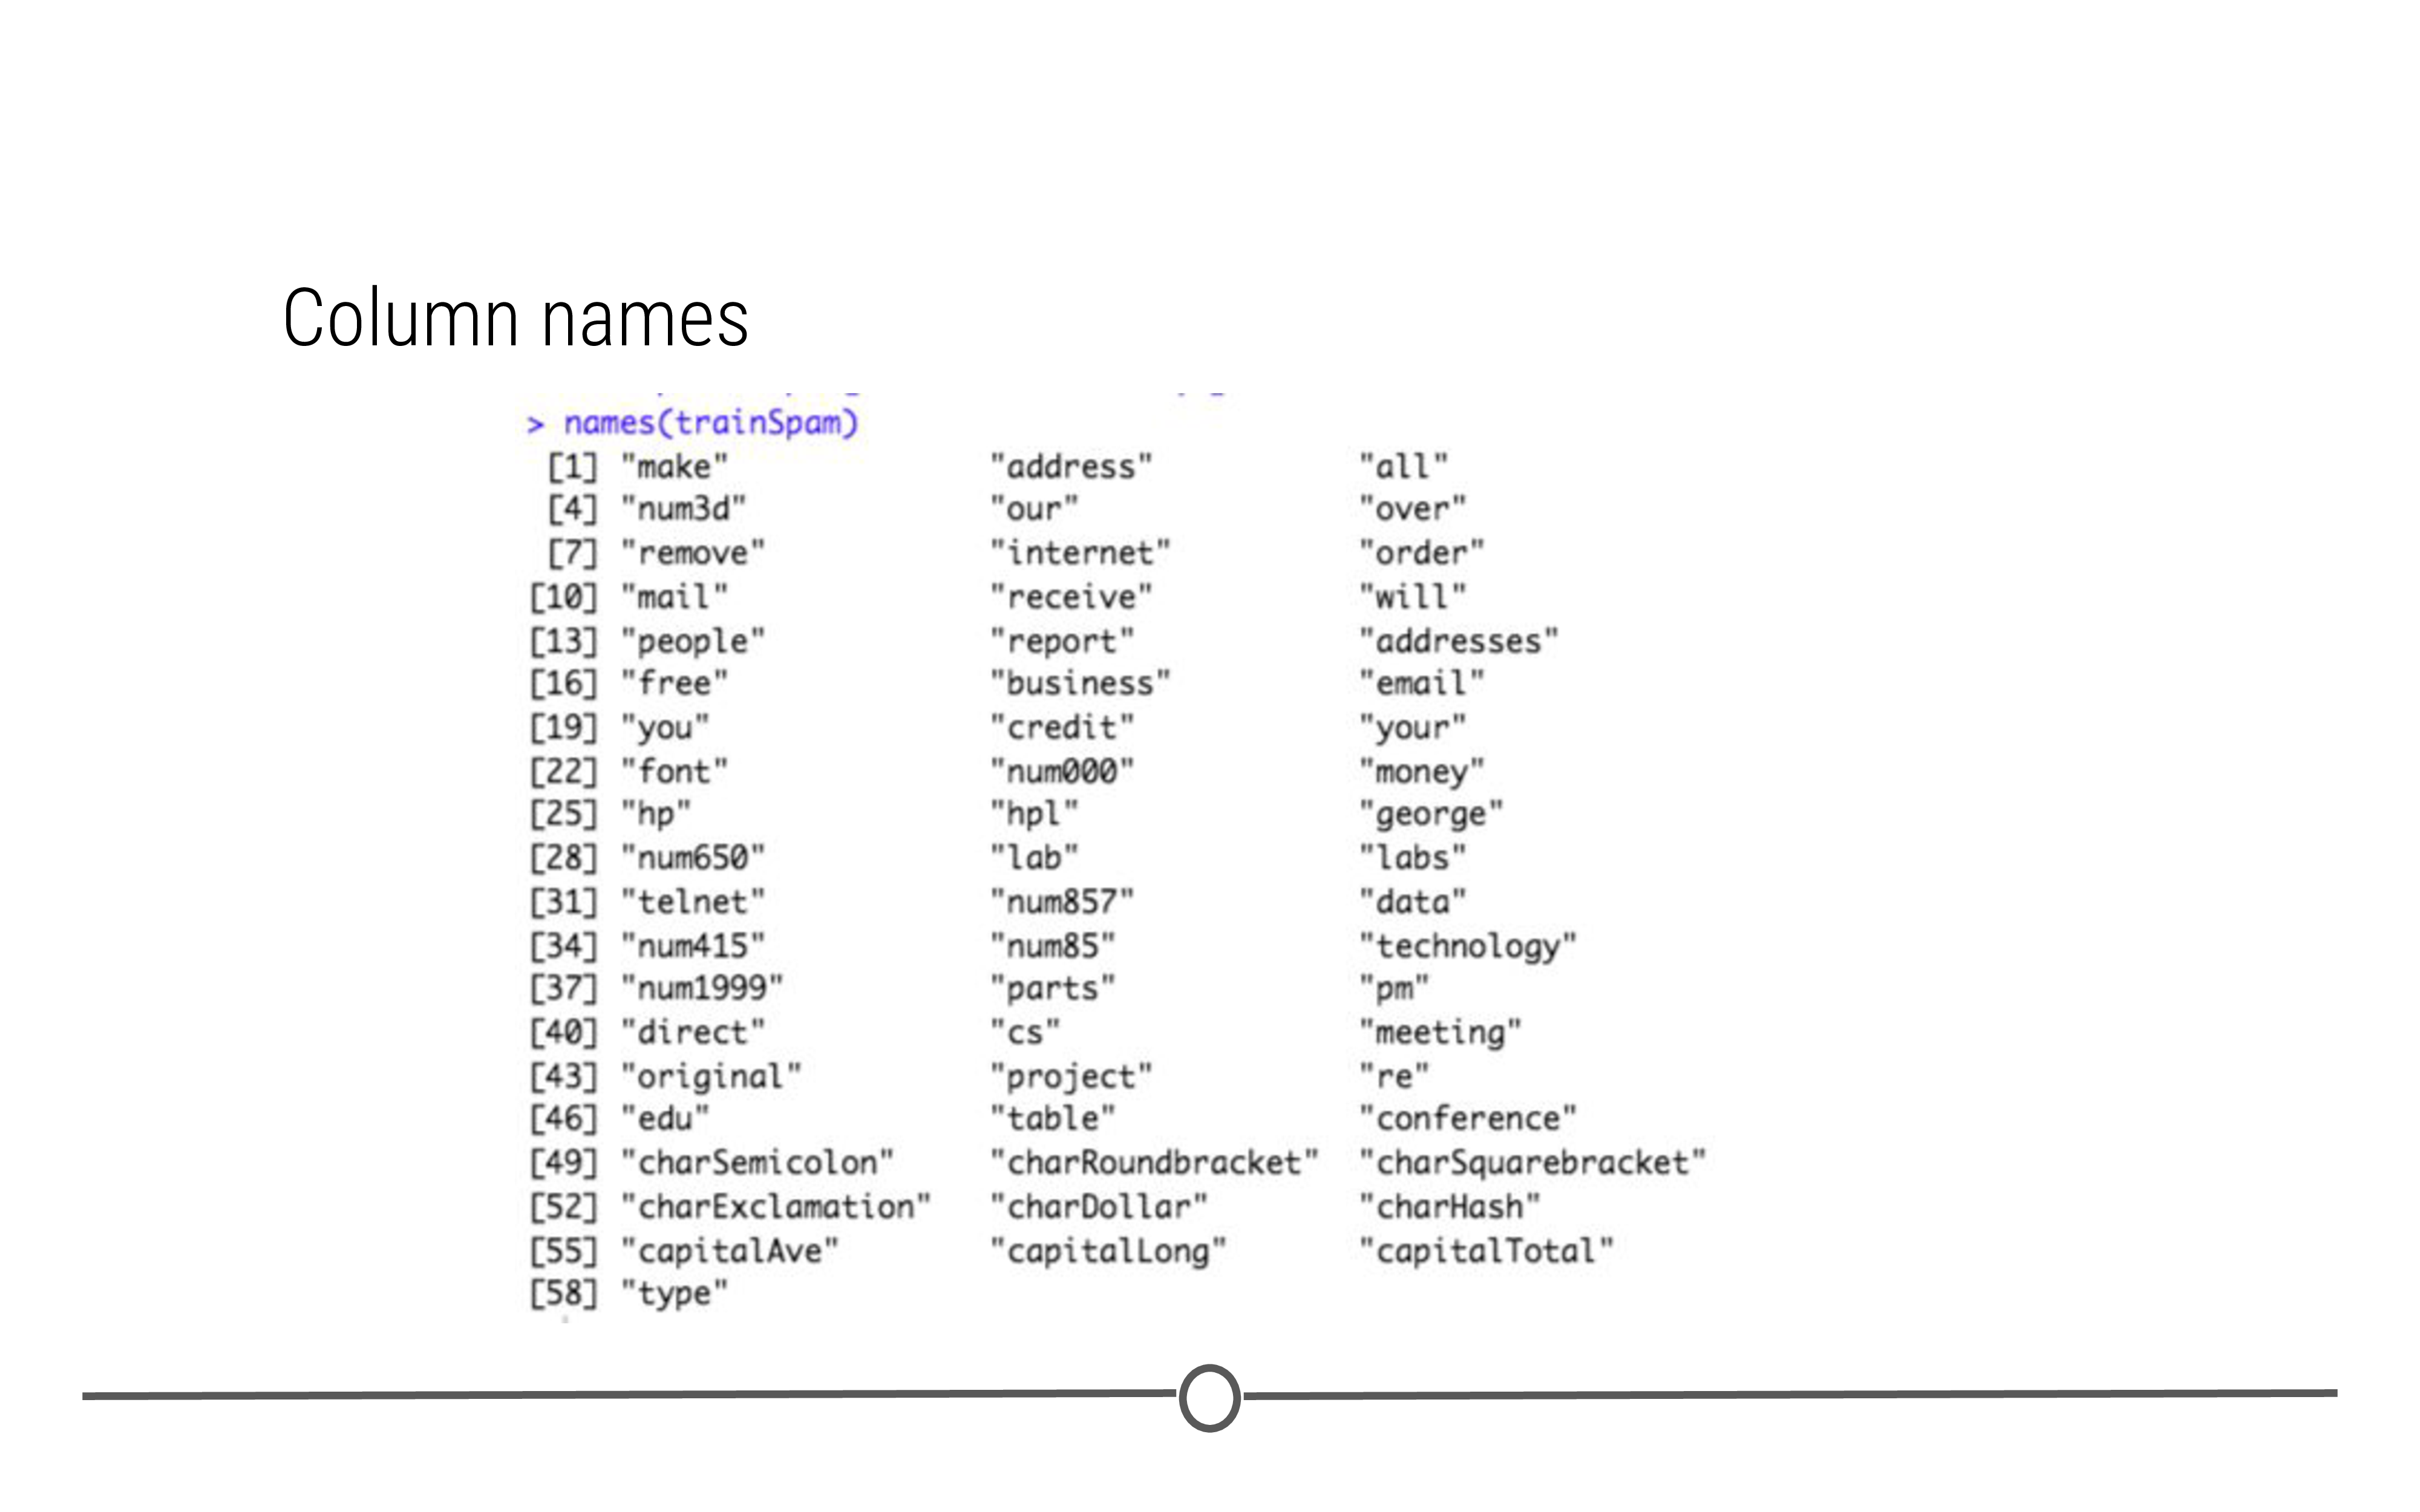 Column names
> names(trainSpam)
[1] "make" "address" "all"
[4] "num3d" "our" "over"
[7] "remove" "internet" "order"
[10] "mail" "receive" "will"
[13] "people" "report" "addresses"
[16] "free" "business" "email"
[19] "you" "credit" "your"
[22] "font" "num000" "money"
[25] "hp" "hpl" "george"
[28] "num650" "lab" "labs"
[31] "telnet" "num857" "data"
[34] "num415" "num85" "technology"
[37] "num1999" "parts" "pm"
[40] "direct" "cs" "meeting"
[43] "original" "project" "re"
[46] "edu" "table" "conference"
[49] "charSemicolon" "charRoundbracket" "charSquarebracket"
[52] "charExclamation" "charDollar" "charHash"
[55] "capitalAve" "capitalLong" "capitalTotal"
[58] "type"